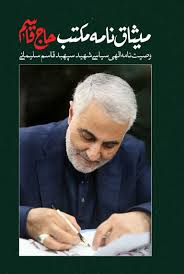 میثاق نامه مکتب حاج قاسم
وصیت نامه الهی سیاسی شهید سپهبد قاسم سلیمانی